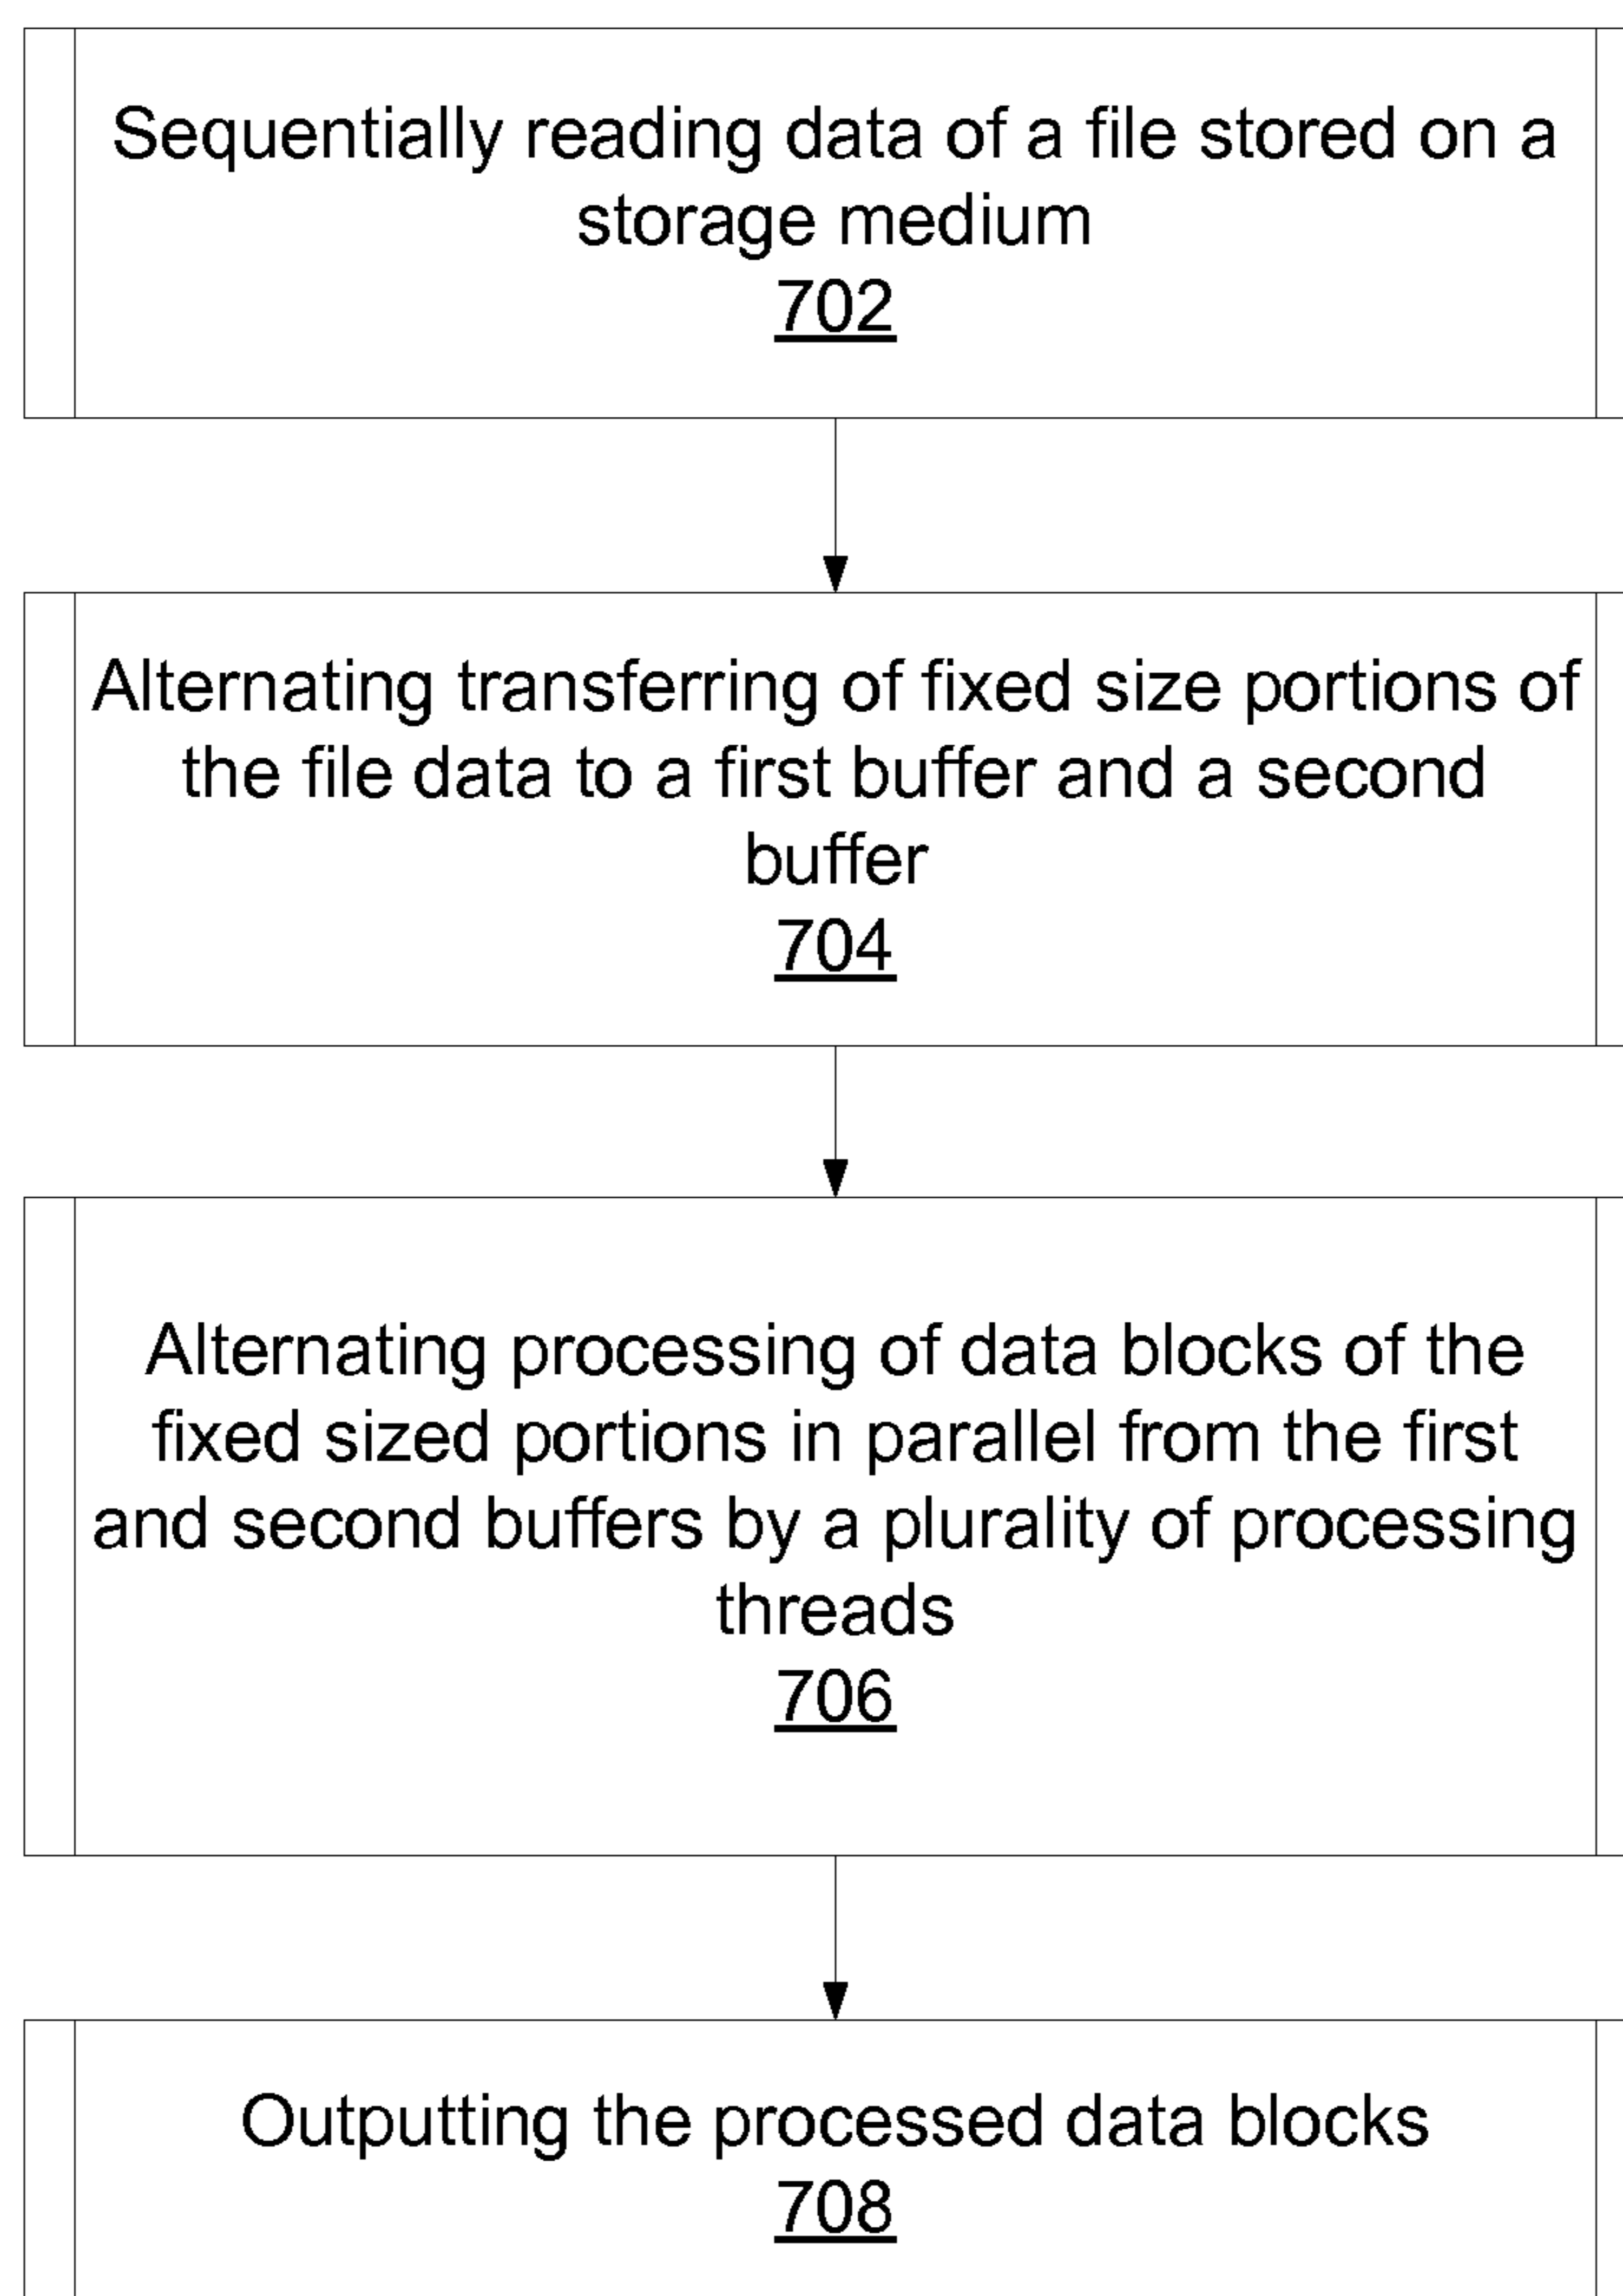 Sequentially reading data of a file stored on a
storage medium
702
Alternating transferring of fixed size portions of
the file data to a first buffer and a second
buffer
704
Alternating processing of data blocks of the
fixed sized portions in parallel from the first
and second buffers by a plurality of processing
threads
706
Outputting the processed data blocks
708